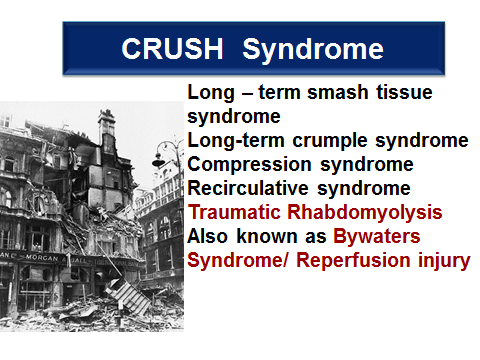 CRUSH Syndrome
Long – term smash tissue
syndrome
Long-term crumple syndrome
Compression syndrome
Recirculative syndrome
Traumatic Rhabdomyolysis
Also known as Bywaters
Syndrome/ Reperfusion injury
MORGAN